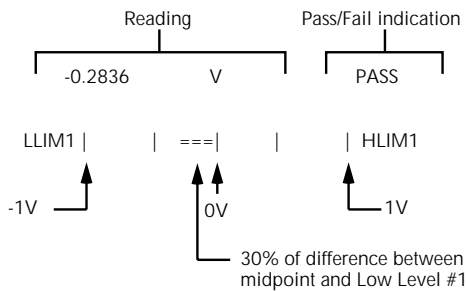 Reading Pass/Fail indication
-0.2836 V PASS
LLIM1 | | ===| | | HLIM1
-1V 0V 1V
30% of difference between
midpoint and Low Level #1